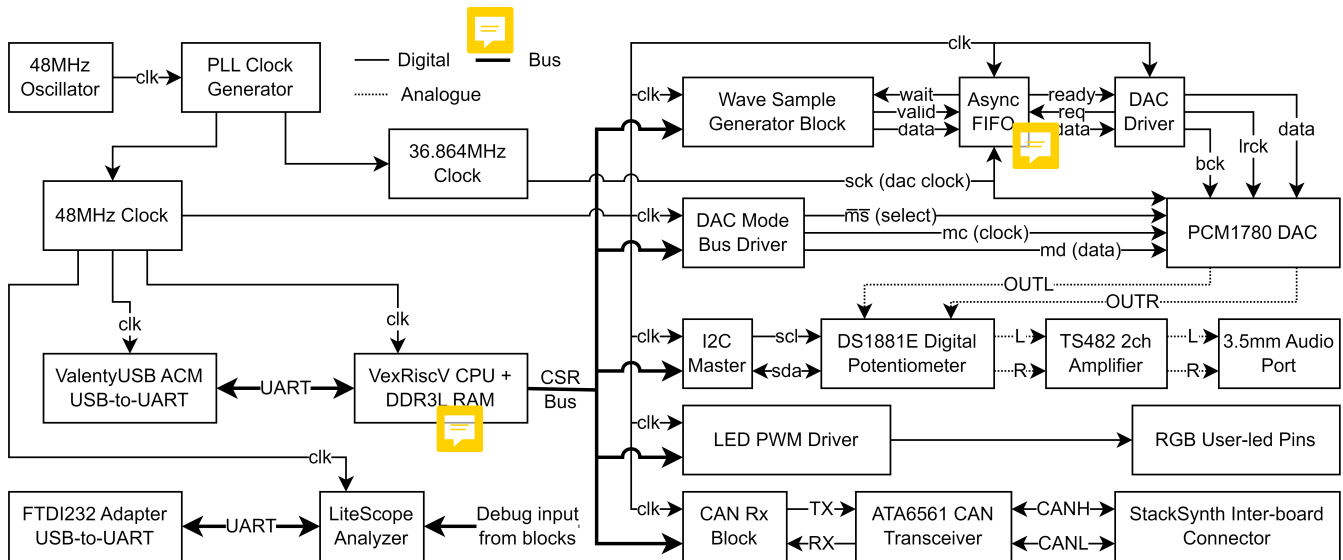 48MHz
Oscillator
clk
PLL Clock
Generator
Digital
Bus
Analogue
clk
36.864MHz
Clock
48MHz Clock
clk
Wave Sample
Generator Block
wait
valid
data
Async
FIFO
ready
req
data
DAC
Driver
bck
lrck
data
sck (dac clock)
clk
DAC Mode
Bus Driver
ms (select)
mc (clock)
md (data)
PCM1780 DAC
OUTL
OUTR
clk
clk
ValentyUSB ACM
USB-to-UART
UART
VexRiscV CPU +
DDR3L RAM
CSR
Bus
clk
I2C
Master
scl
sda
DS1881E Digital
Potentiometer
L
R
TS482 2ch
Amplifier
L
R
3.5mm Audio
Port
clk
LED PWM Driver
RGB User-led Pins
clk
FTDI232 Adapter
USB-to-UART
UART
LiteScope
Analyzer
Debug input
from blocks
clk
CAN Rx
Block
TX
RX
ATA6561 CAN
Transceiver
CANH
CANL
StackSynth Inter-board
Connector